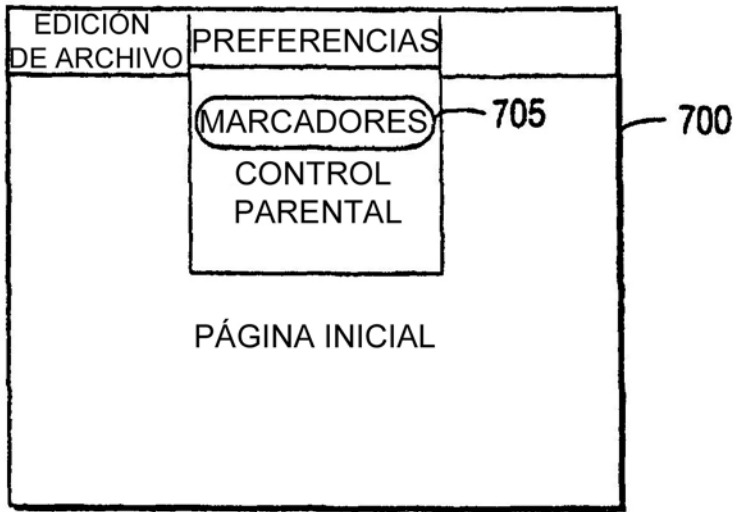 EDICIÓN
DE ARCHIVO
PREFERENCIAS
MARCADORES
705
700
CONTROL
PARENTAL
PÁGINA INICIAL